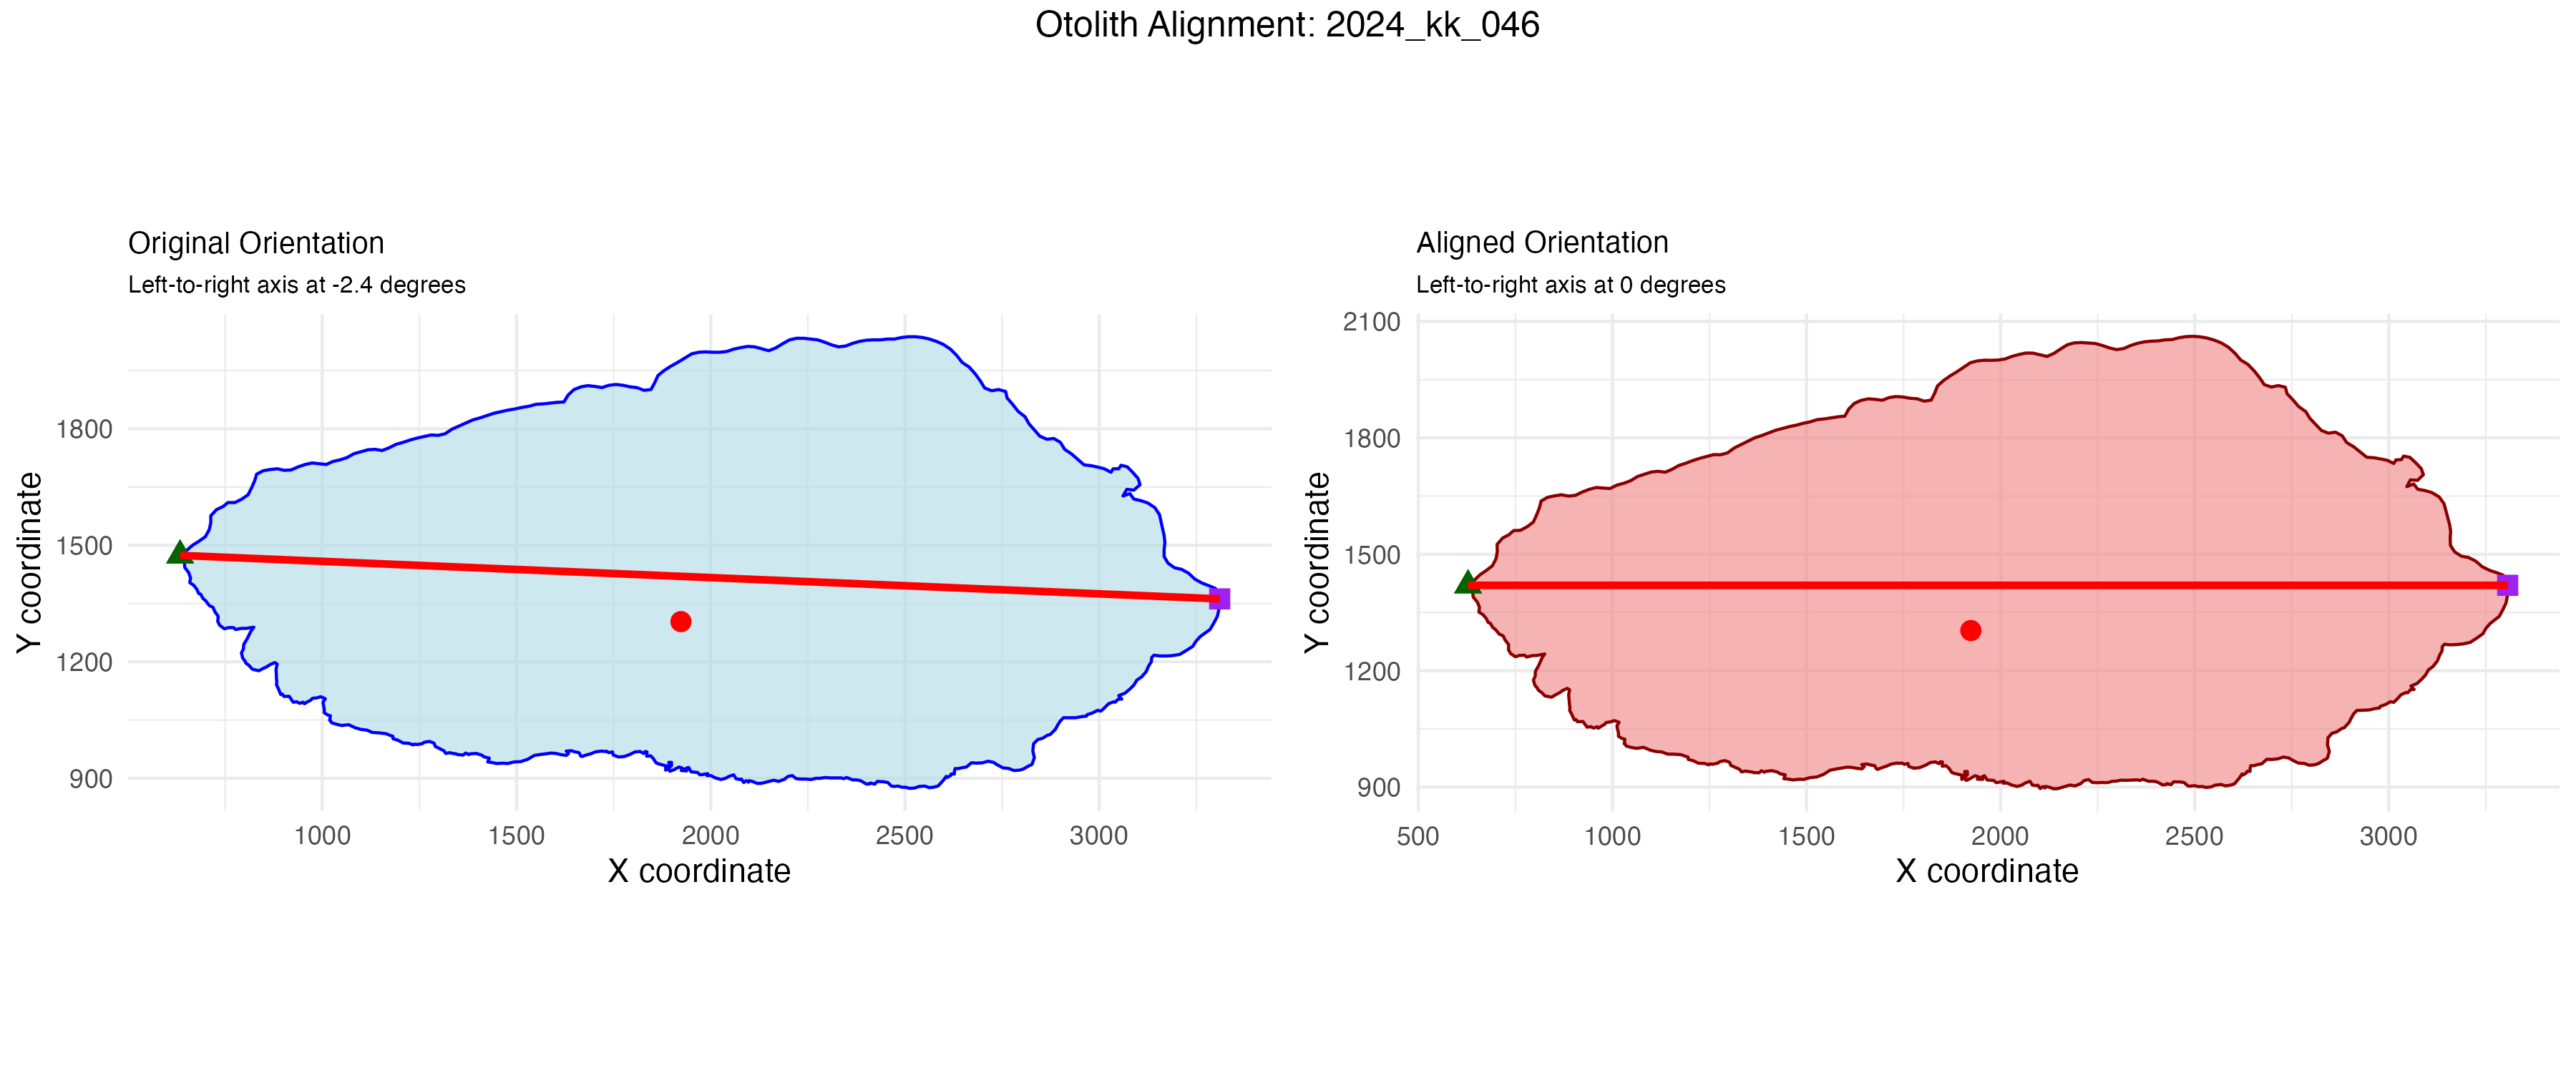 Otolith Alignment: 2024_kk_046
Original Orientation
Left-to-right axis at -2.4 degrees
Y coordinate
1800
1500
1200
900
1000 1500 2000 2500 3000
X coordinate
Aligned Orientation
Left-to-right axis at 0 degrees
Y coordinate
2100
1800
1500
1200
900
500 1000 1500 2000 2500 3000
X coordinate